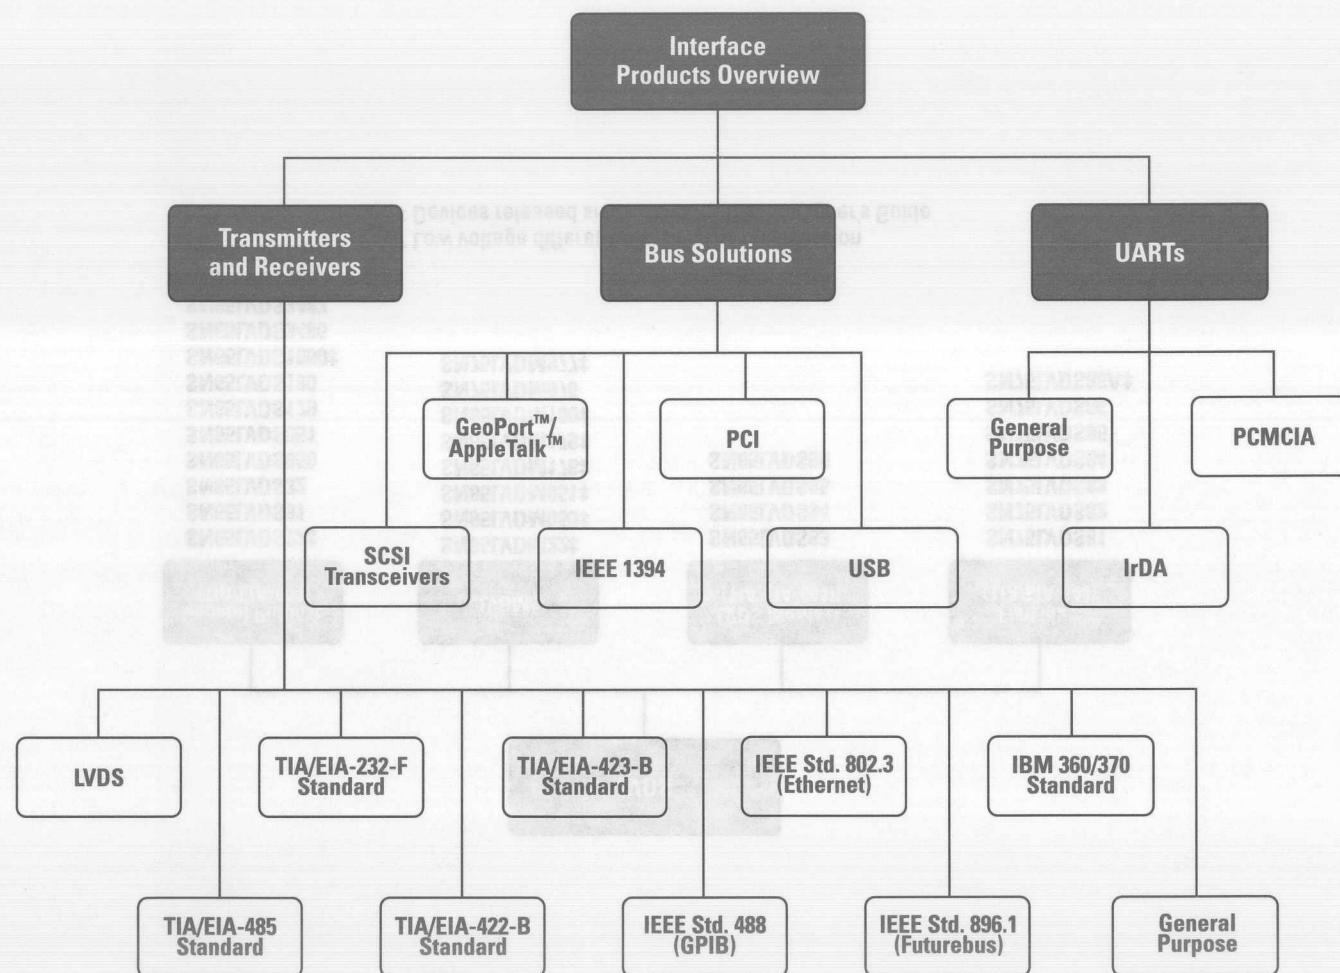 Interface
Products Overview
Transmitters
and Receivers
Bus Solutions
UARTs
GeoPort™/
AppleTalk™
PCI
General
Purpose
PCMCIA
SCSI
Transceivers
IEEE 1394
USB
IrDA
LVDS
TIA/EIA-232-F
Standard
TIA/EIA-423-B
Standard
IEEE Std. 802.3
(Ethernet)
IBM 360/370
Standard
TIA/EIA-485
Standard
TIA/EIA-422-B
Standard
IEEE Std. 488
(GPIB)
IEEE Std. 896.1
(Futurebus)
General
Purpose